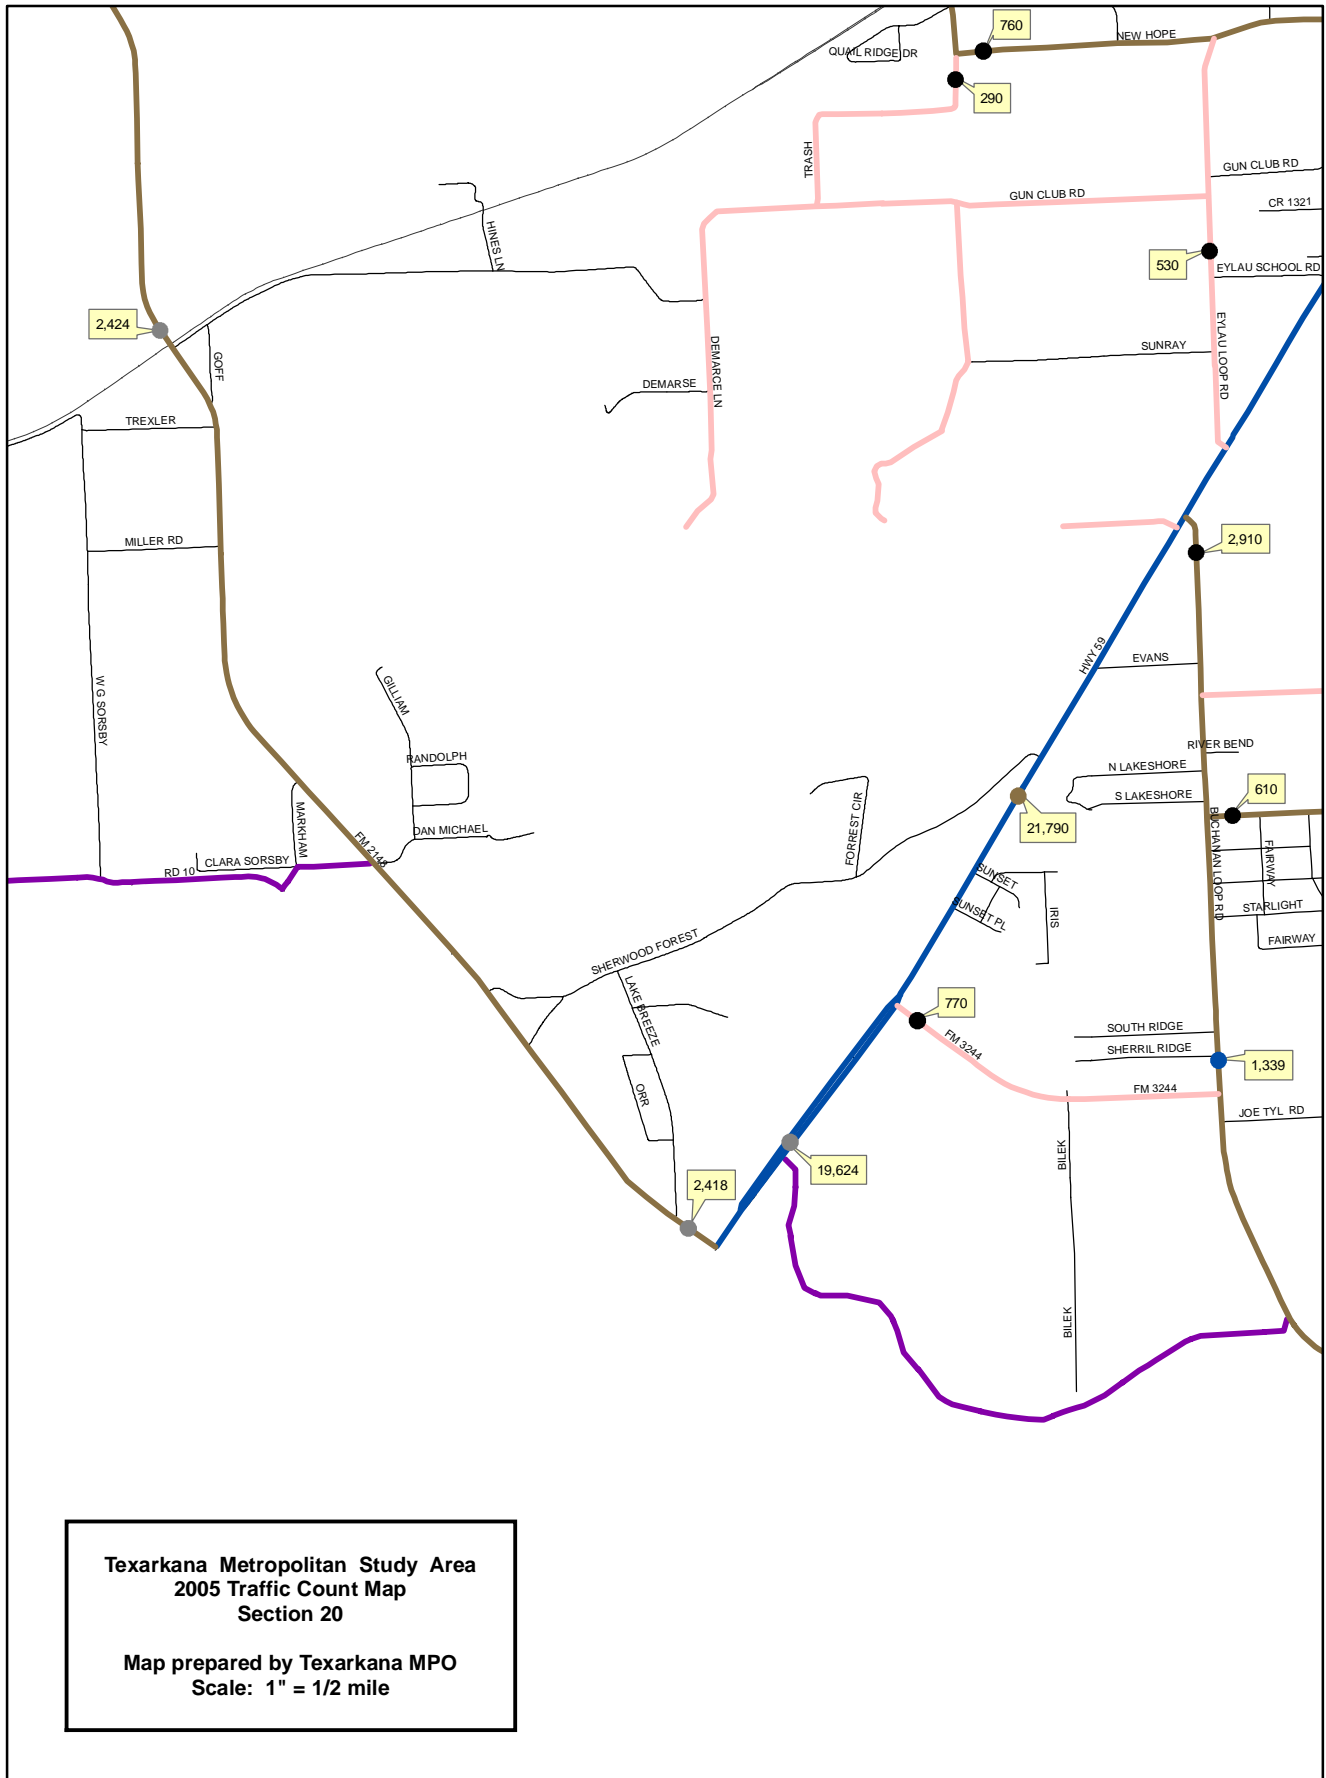 760
NEW HOPE
QUAIL RIDGE DR
290
TRASH
GUN CLUB RD
GUN CLUB RD
CR 1321
HINES LN
530
EYLAU SCHOOL RD
2,424
EYLAU LOOP RD
SUNRAY
GOFF
DEMARCE LN
DEMARSE
TREXLER
MILLER RD
2,910
HWY 59
EVANS
W G SORSBY
GILLIAM
RIVER BEND
RANDOLPH
N LAKESHORE
610
S LAKESHORE
21,790
MARKHAM
DAN MICHAEL
FORREST CIR
BUCHANAN LOOP RD
FAIRWAY
FM 2148
CLARA SORSBY
RD 10
SUNSET
STARLIGHT
SUNSET PL
IRIS
FAIRWAY
SHERWOOD FOREST
LAKE BREEZE
770
SOUTH RIDGE
FM 3244
SHERRIL RIDGE
1,339
ORR
FM 3244
JOE TYL RD
BILEK
19,624
2,418
BILEK
Texarkana Metropolitan Study Area
2005 Traffic Count Map
Section 20
Map prepared by Texarkana MPO
Scale: 1" = 1/2 mile